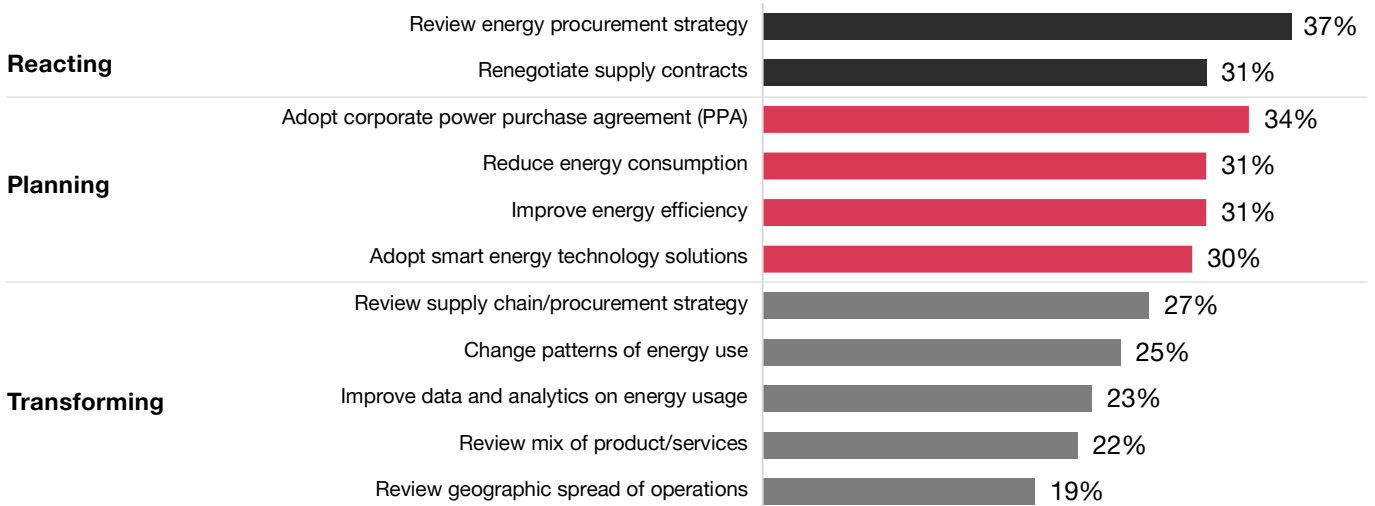 Reacting
Review energy procurement strategy 37%
Renegotiate supply contracts 31%
Planning
Adopt corporate power purchase agreement (PPA) 34%
Reduce energy consumption 31%
Improve energy efficiency 31%
Adopt smart energy technology solutions 30%
Transforming
Review supply chain/procurement strategy 27%
Change patterns of energy use 25%
Improve data and analytics on energy usage 23%
Review mix of product/services 22%
Review geographic spread of operations 19%